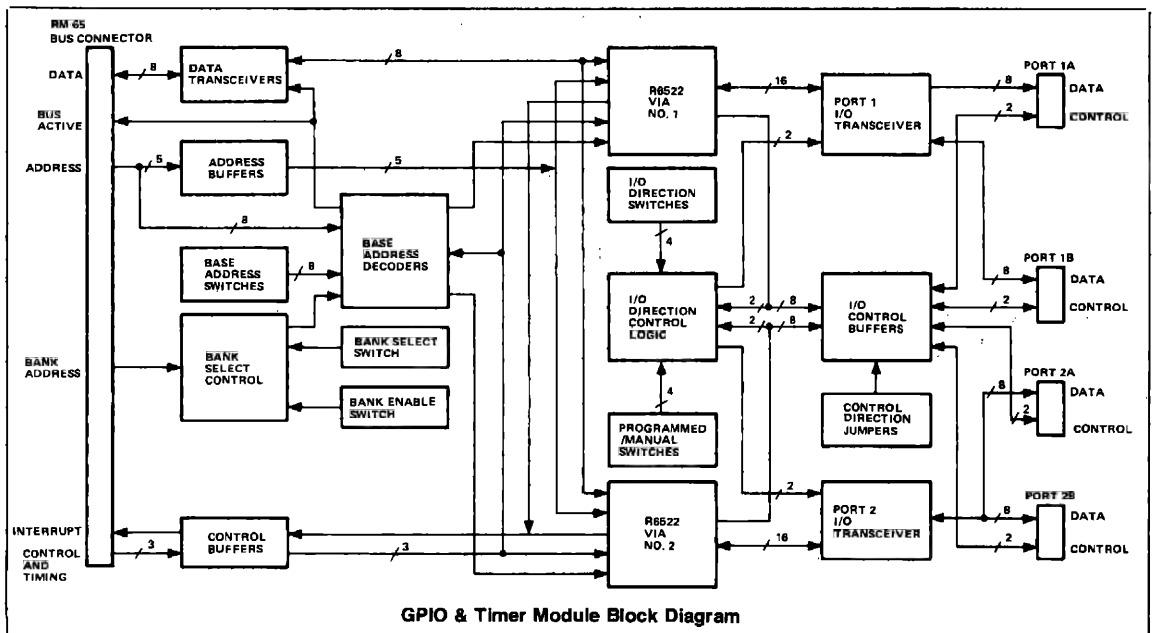 RM 65
BUS CONNECTOR
DATA
8
DATA
TRANSCEIVERS
8
BUS
ACTIVE
ADDRESS
5
ADDRESS
BUFFERS
5
8
BASE
ADDRESS
SWITCHES
8
BASE
ADDRESS
DECODERS
BANK
ADDRESS
BANK
SELECT
CONTROL
BANK SELECT
SWITCH
BANK ENABLE
SWITCH
INTERRUPT
CONTROL
AND
TIMING
3
CONTROL
BUFFERS
3
R6522
VIA
NO. 1
16
2
I/O
DIRECTION
SWITCHES
4
I/O
DIRECTION
CONTROL
LOGIC
2
8
2
8
4
PROGRAMMED
/MANUAL
SWITCHES
R6522
VIA
NO. 2
2
16
PORT 1
I/O
TRANSCEIVER
I/O
CONTROL
BUFFERS
CONTROL
DIRECTION
JUMPERS
PORT 2
I/O
TRANSCEIVER
PORT 1A
8
DATA
2
CONTROL
PORT 1B
8
DATA
2
CONTROL
PORT 2A
8
DATA
2
CONTROL
PORT 2B
8
DATA
2
CONTROL
GPIO & Timer Module Block Diagram